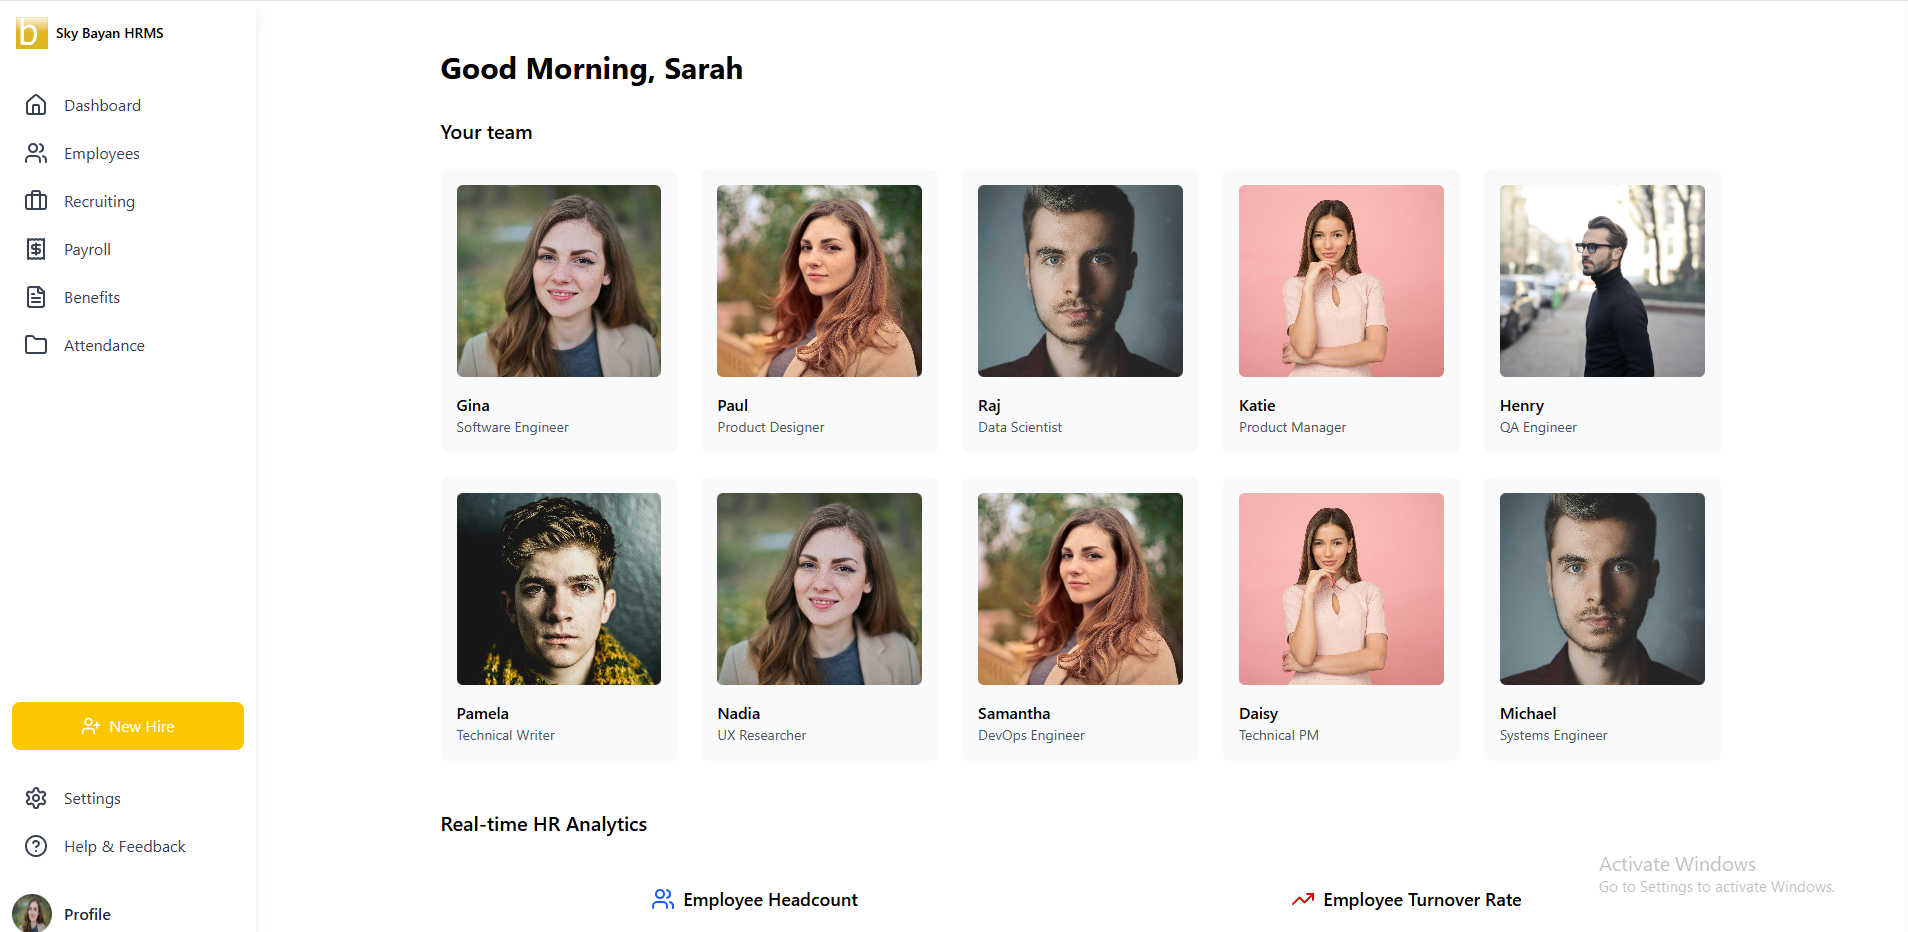 b
Sky Bayan HRMS
Dashboard
Employees
Recruiting
Payroll
Benefits
Attendance
New Hire
Settings
Help & Feedback
Profile
Good Morning, Sarah
Your team
Gina
Software Engineer
Paul
Product Designer
Raj
Data Scientist
Katie
Product Manager
Henry
QA Engineer
Pamela
Technical Writer
Nadia
UX Researcher
Samantha
DevOps Engineer
Daisy
Technical PM
Michael
Systems Engineer
Real-time HR Analytics
Employee Headcount
Employee Turnover Rate
Activate Windows
Go to Settings to activate Windows.